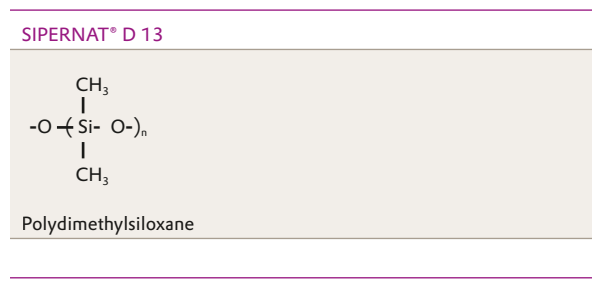 SIPERNAT® D 13
CH₃
-O -( Si- O-)ₙ
CH₃
Polydimethylsiloxane